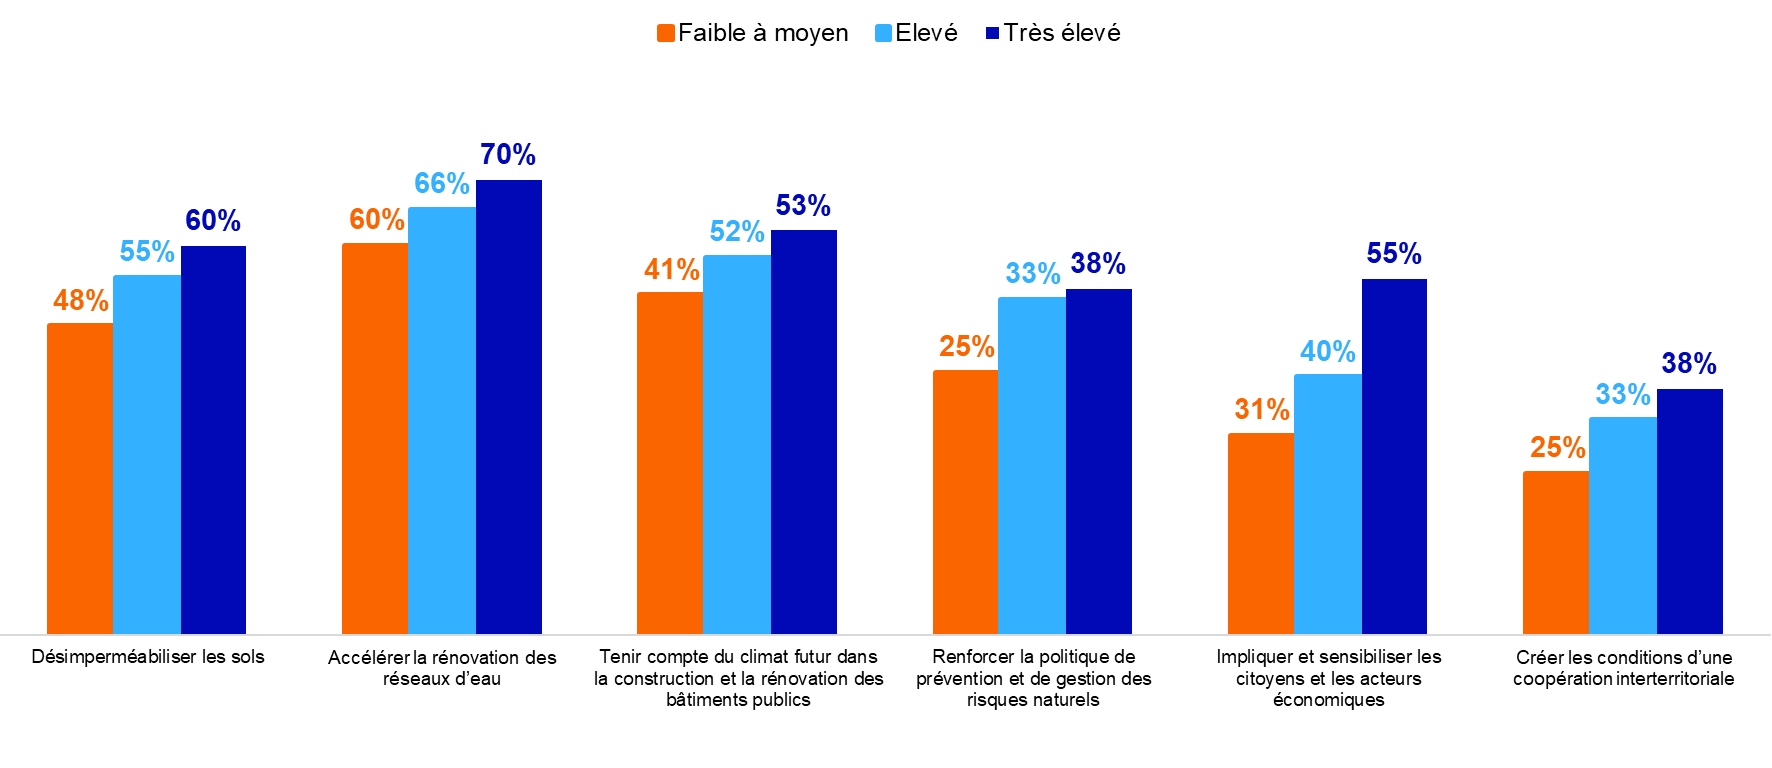 Faible à moyen
Elevé
Très élevé
48%
55%
60%
60%
66%
70%
41%
52%
53%
25%
33%
38%
31%
40%
55%
25%
33%
38%
Désimperméabiliser les sols
Accélérer la rénovation des
réseaux d’eau
Tenir compte du climat futur dans
la construction et la rénovation des
bâtiments publics
Renforcer la politique de
prévention et de gestion des
risques naturels
Impliquer et sensibiliser les
citoyens et les acteurs
économiques
Créer les conditions d’une
coopération interterritoriale